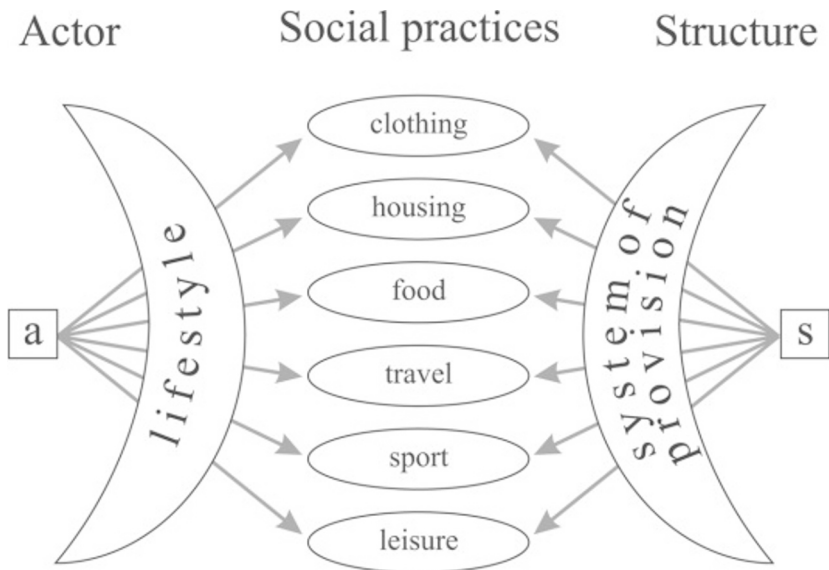 Actor
Social practices
Structure
clothing
housing
food
travel
sport
leisure
a
lifestyle
system of
provision
s